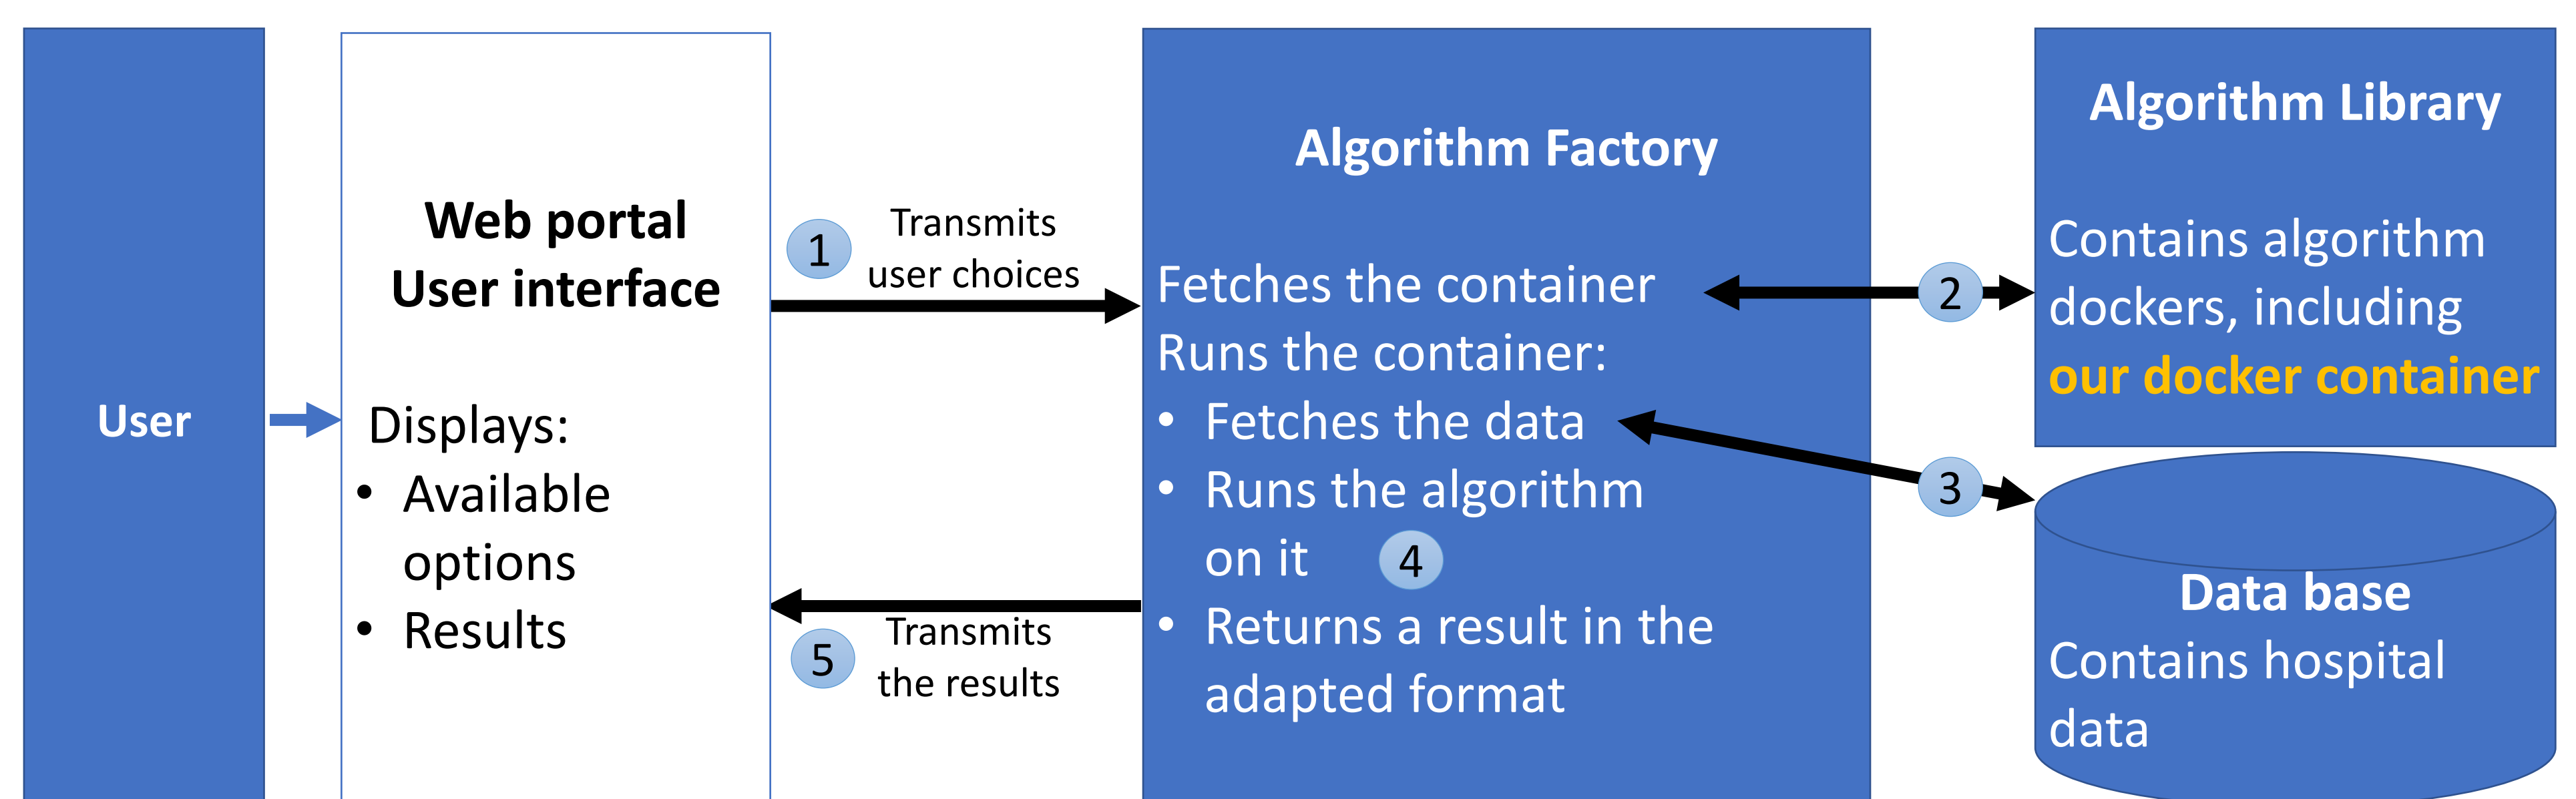 User
Web portal
User interface
Displays:
• Available
options
• Results
1
Transmits
user choices
5
Transmits
the results
Algorithm Factory
Fetches the container
Runs the container:
• Fetches the data
• Runs the algorithm
on it
4
• Returns a result in the
adapted format
2
3
Algorithm Library
Contains algorithm
dockers, including
our docker container
Data base
Contains hospital
data